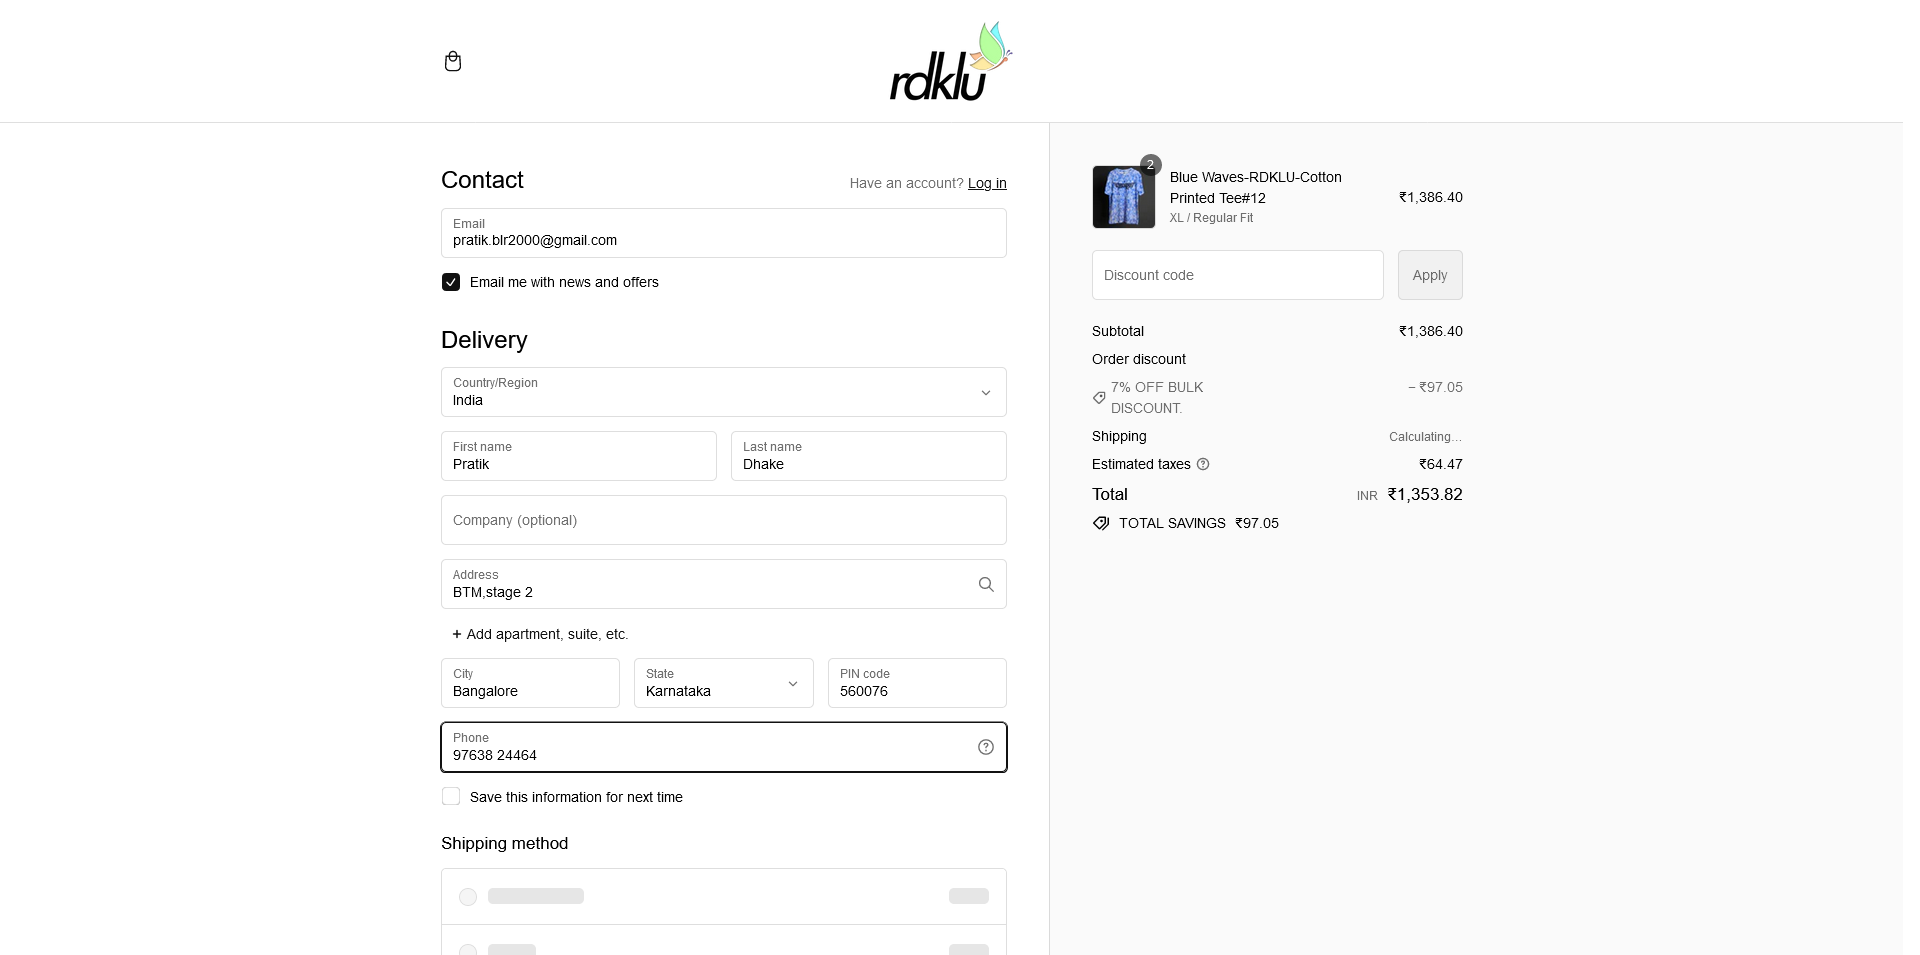 rdklu
Contact
Have an account? Log in
Email
pratik.blr2000@gmail.com
Email me with news and offers
Delivery
Country/Region
India
First name
Pratik
Last name
Dhake
Company (optional)
Address
BTM,stage 2
+ Add apartment, suite, etc.
City
Bangalore
State
Karnataka
PIN code
560076
Phone
97638 24464
Save this information for next time
Shipping method
2
Blue Waves-RDKLU-Cotton
Printed Tee#12
XL / Regular Fit
₹1,386.40
Discount code
Apply
Subtotal ₹1,386.40
Order discount
7% OFF BULK
DISCOUNT.
− ₹97.05
Shipping Calculating...
Estimated taxes ₹64.47
Total INR ₹1,353.82
TOTAL SAVINGS ₹97.05